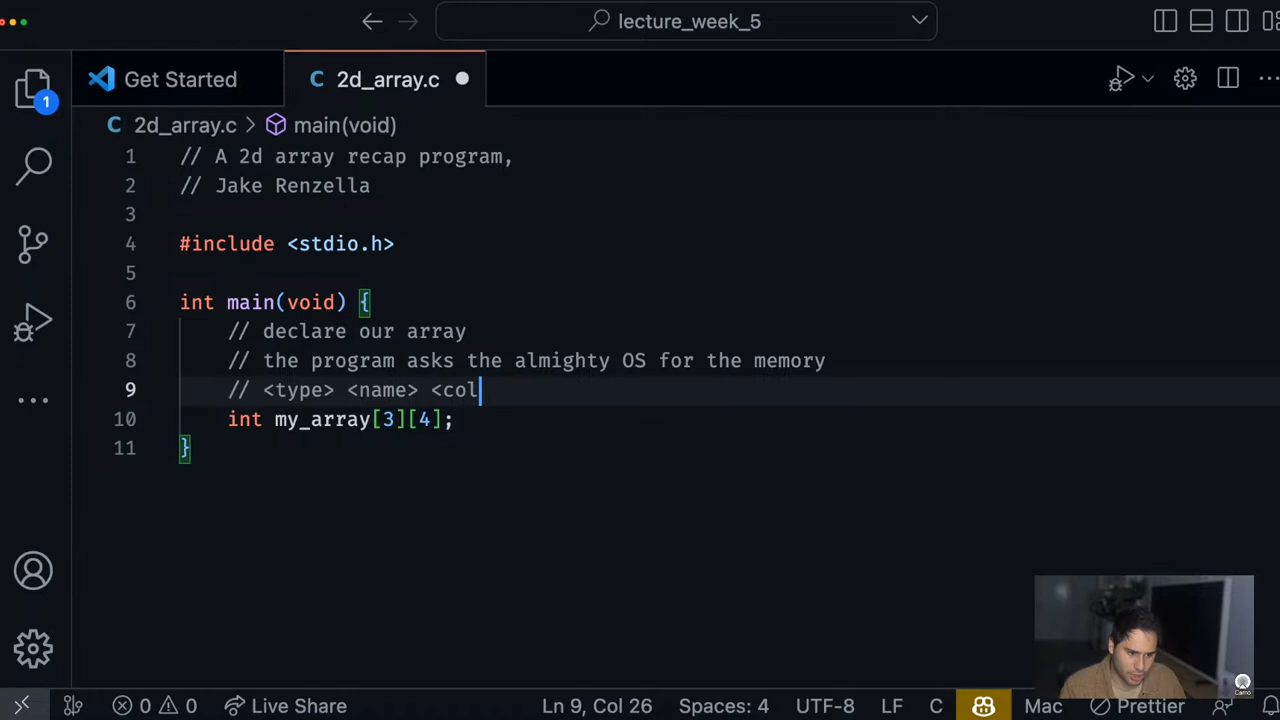 lecture_week_5
Get Started
C 2d_array.c
1
C 2d_array.c > main(void)
1 // A 2d array recap program,
2 // Jake Renzella
3
4 #include <stdio.h>
5
6 int main(void) {
7 // declare our array
8 // the program asks the almighty OS for the memory
9 // <type> <name> <col
10 int my_array[3][4];
11 }
Camo
0 0 Live Share Ln 9, Col 26 Spaces: 4 UTF-8 LF C Mac Prettier